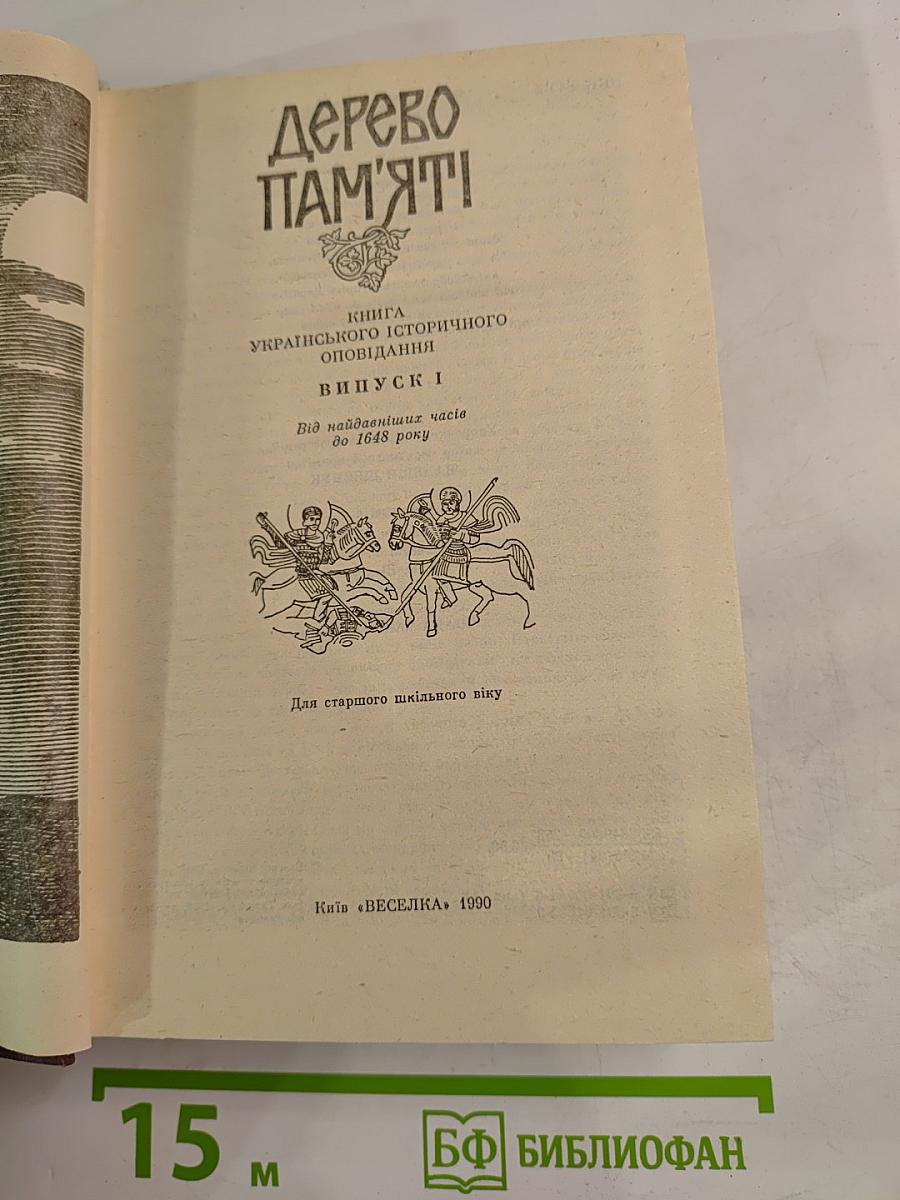 ДЕРЕВО
ПАМ'ЯТІ
КНИГА
УКРАЇНСЬКОГО ІСТОРИЧНОГО
ОПОВІДАННЯ
ВИПУСК I
Від найдавніших часів
до 1648 року
Для старшого шкільного віку
Київ «ВЕСЕЛКА» 1990
15 м
БФ БИБЛИОФАН